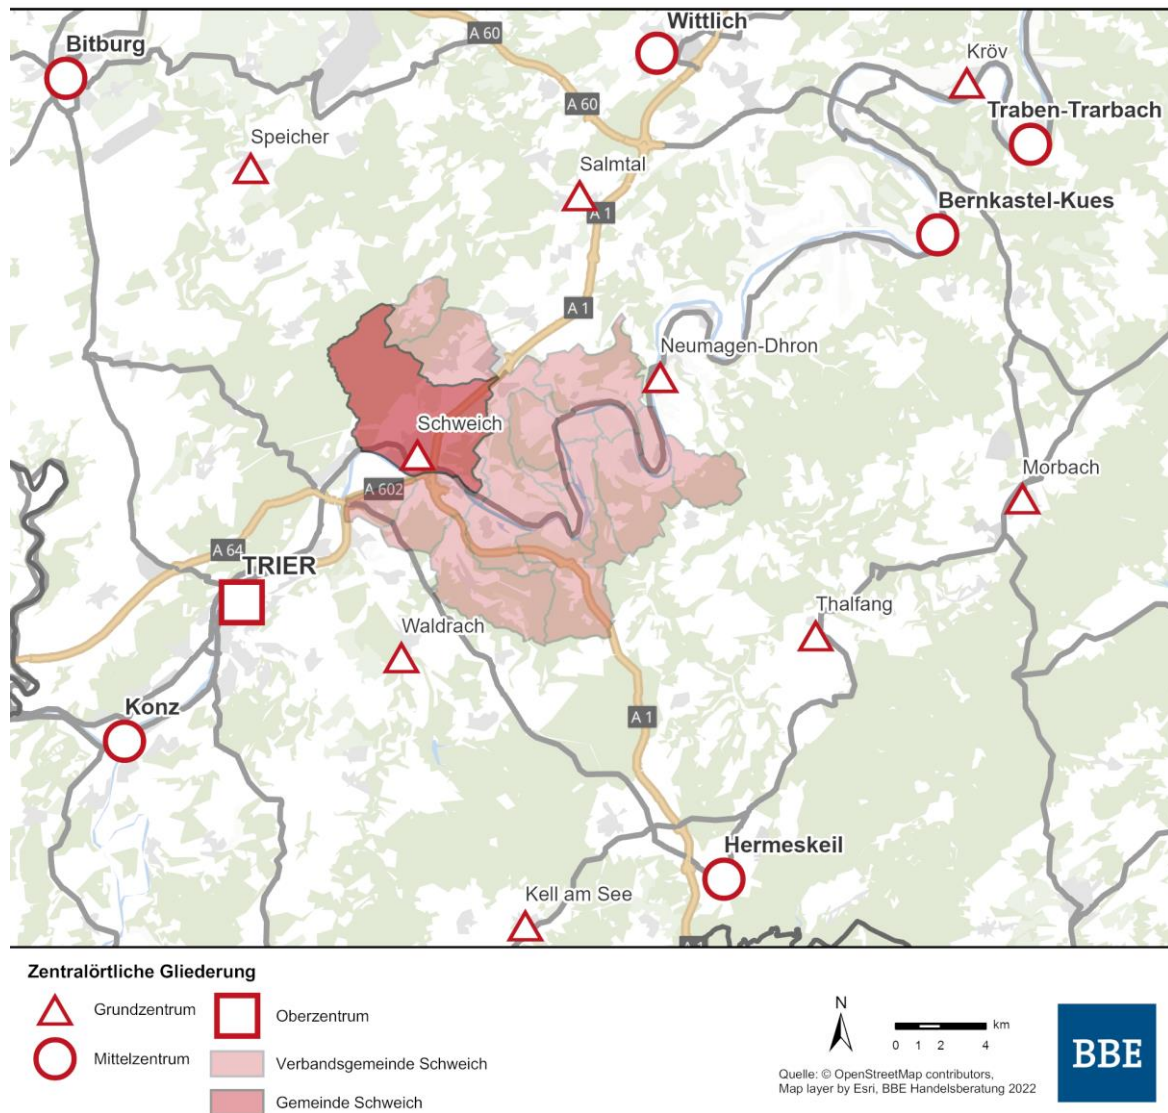 Bitburg
A 60
Wittlich
Kröv
A 60
Traben-Trarbach
Speicher
Salmtal
A 1
Bernkastel-Kues
A 1
Neumagen-Dhron
Schweich
Morbach
A 602
A 64
TRIER
Thalfang
Waldrach
Konz
A 1
Hermeskeil
Kell am See
Zentralörtliche Gliederung
Grundzentrum
Oberzentrum
Mittelzentrum
Verbandsgemeinde Schweich
Gemeinde Schweich
N
km
0 1 2 4
Quelle: © OpenStreetMap contributors,
Map layer by Esri, BBE Handelsberatung 2022
BBE